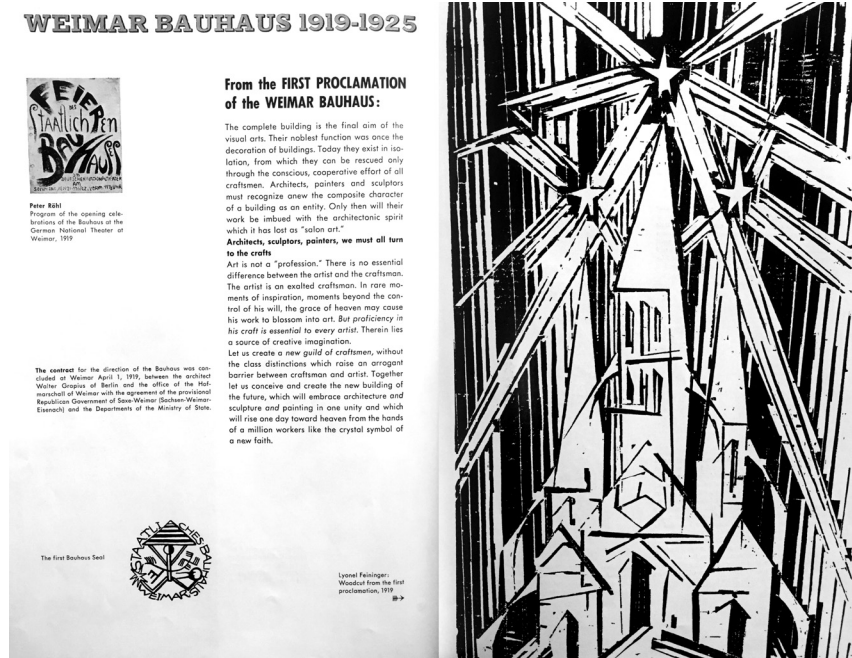 WEIMAR BAUHAUS 1919-1925
FEIER DES
STAATLICHEN
BAUHAUSS
AM
Peter Röhl
Program of the opening cele-
brations of the Bauhaus at the
German National Theater at
Weimar, 1919
From the FIRST PROCLAMATION
of the WEIMAR BAUHAUS:
The complete building is the final aim of the
visual arts. Their noblest function was once the
decoration of buildings. Today they exist in iso-
lation, from which they can be rescued only
through the conscious, cooperative effort of all
craftsmen. Architects, painters and sculptors
must recognize anew the composite character
of a building as an entity. Only then will their
work be imbued with the architectonic spirit
which it has lost as "salon art."
Architects, sculptors, painters, we must all turn
to the crafts
Art is not a "profession." There is no essential
difference between the artist and the craftsman.
The artist is an exalted craftsman. In rare mo-
ments of inspiration, moments beyond the con-
trol of his will, the grace of heaven may cause
his work to blossom into art. But proficiency in
his craft is essential to every artist. Therein lies
a source of creative imagination.
Let us create a new guild of craftsmen, without
the class distinctions which raise an arrogant
barrier between craftsman and artist. Together
let us conceive and create the new building of
the future, which will embrace architecture and
sculpture and painting in one unity and which
will rise one day toward heaven from the hands
of a million workers like the crystal symbol of
a new faith.
The contract for the direction of the Bauhaus was con-
cluded at Weimar April 1, 1919, between the architect
Walter Gropius of Berlin and the office of the Hof-
marschall of Weimar with the agreement of the provisional
Republican Government of Saxe-Weimar (Sachsen-Weimar-
Eisenach) and the Departments of the Ministry of State.
The first Bauhaus Seal
STAATLICHES BAUHAUS WEIMAR
Lyonel Feininger:
Woodcut from the first
proclamation, 1919